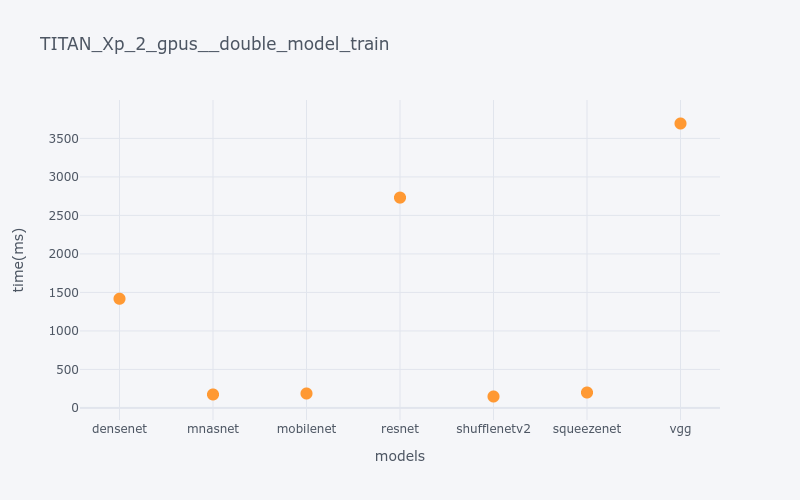 TITAN_Xp_2_gpus__double_model_train
3500
3000
2500
2000
1500
1000
500
0
time(ms)
densenet mnasnet mobilenet resnet shufflenetv2 squeezenet vgg
models